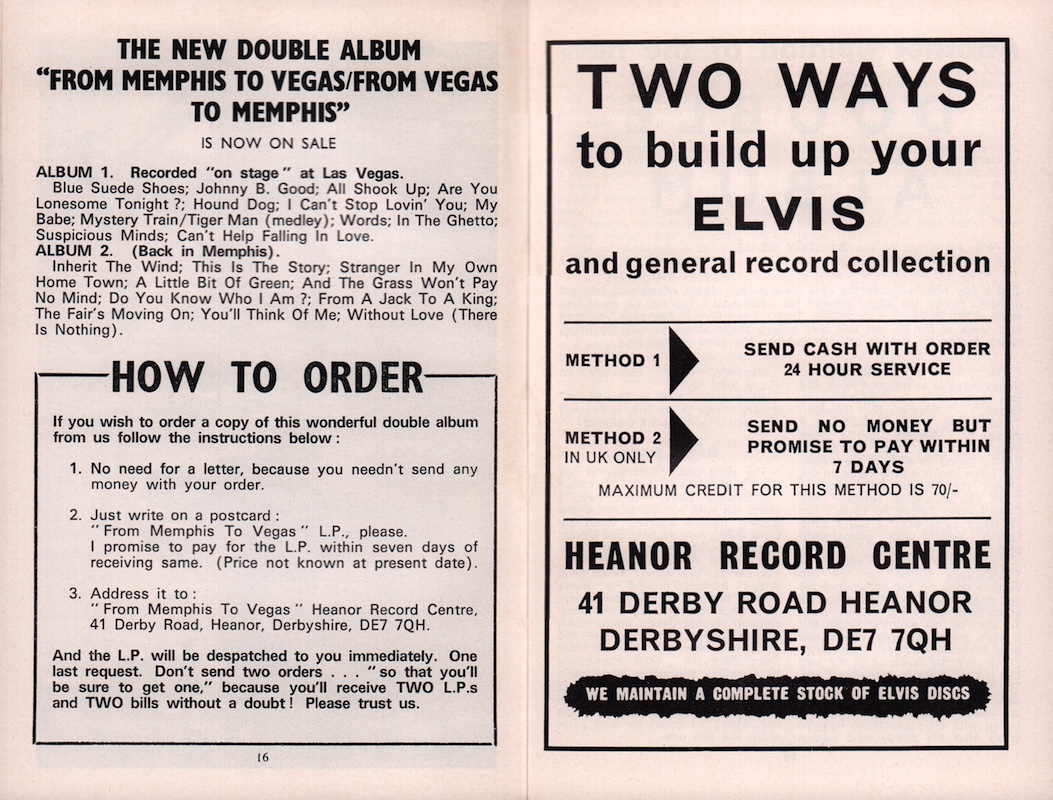 THE NEW DOUBLE ALBUM
“FROM MEMPHIS TO VEGAS/FROM VEGAS
TO MEMPHIS”
IS NOW ON SALE
ALBUM 1. Recorded "on stage" at Las Vegas.
Blue Suede Shoes; Johnny B. Good; All Shook Up; Are You
Lonesome Tonight?; Hound Dog; I Can't Stop Lovin' You; My
Babe; Mystery Train/Tiger Man (medley); Words; In The Ghetto;
Suspicious Minds; Can't Help Falling In Love.
ALBUM 2. (Back in Memphis).
Inherit The Wind; This Is The Story; Stranger In My Own
Home Town; A Little Bit Of Green; And The Grass Won't Pay
No Mind; Do You Know Who I Am?; From A Jack To A King;
The Fair's Moving On; You'll Think Of Me; Without Love (There
Is Nothing).
HOW TO ORDER
If you wish to order a copy of this wonderful double album
from us follow the instructions below:
1. No need for a letter, because you needn't send any
money with your order.
2. Just write on a postcard:
"From Memphis To Vegas" L.P., please.
I promise to pay for the L.P. within seven days of
receiving same. (Price not known at present date).
3. Address it to:
"From Memphis To Vegas" Heanor Record Centre,
41 Derby Road, Heanor, Derbyshire, DE7 7QH.
And the L.P. will be despatched to you immediately. One
last request. Don't send two orders . . . "so that you'll
be sure to get one," because you'll receive TWO L.P.s
and TWO bills without a doubt! Please trust us.
16
TWO WAYS
to build up your
ELVIS
and general record collection
METHOD 1
SEND CASH WITH ORDER
24 HOUR SERVICE
METHOD 2
IN UK ONLY
SEND NO MONEY BUT
PROMISE TO PAY WITHIN
7 DAYS
MAXIMUM CREDIT FOR THIS METHOD IS 70/-
HEANOR RECORD CENTRE
41 DERBY ROAD HEANOR
DERBYSHIRE, DE7 7QH
WE MAINTAIN A COMPLETE STOCK OF ELVIS DISCS